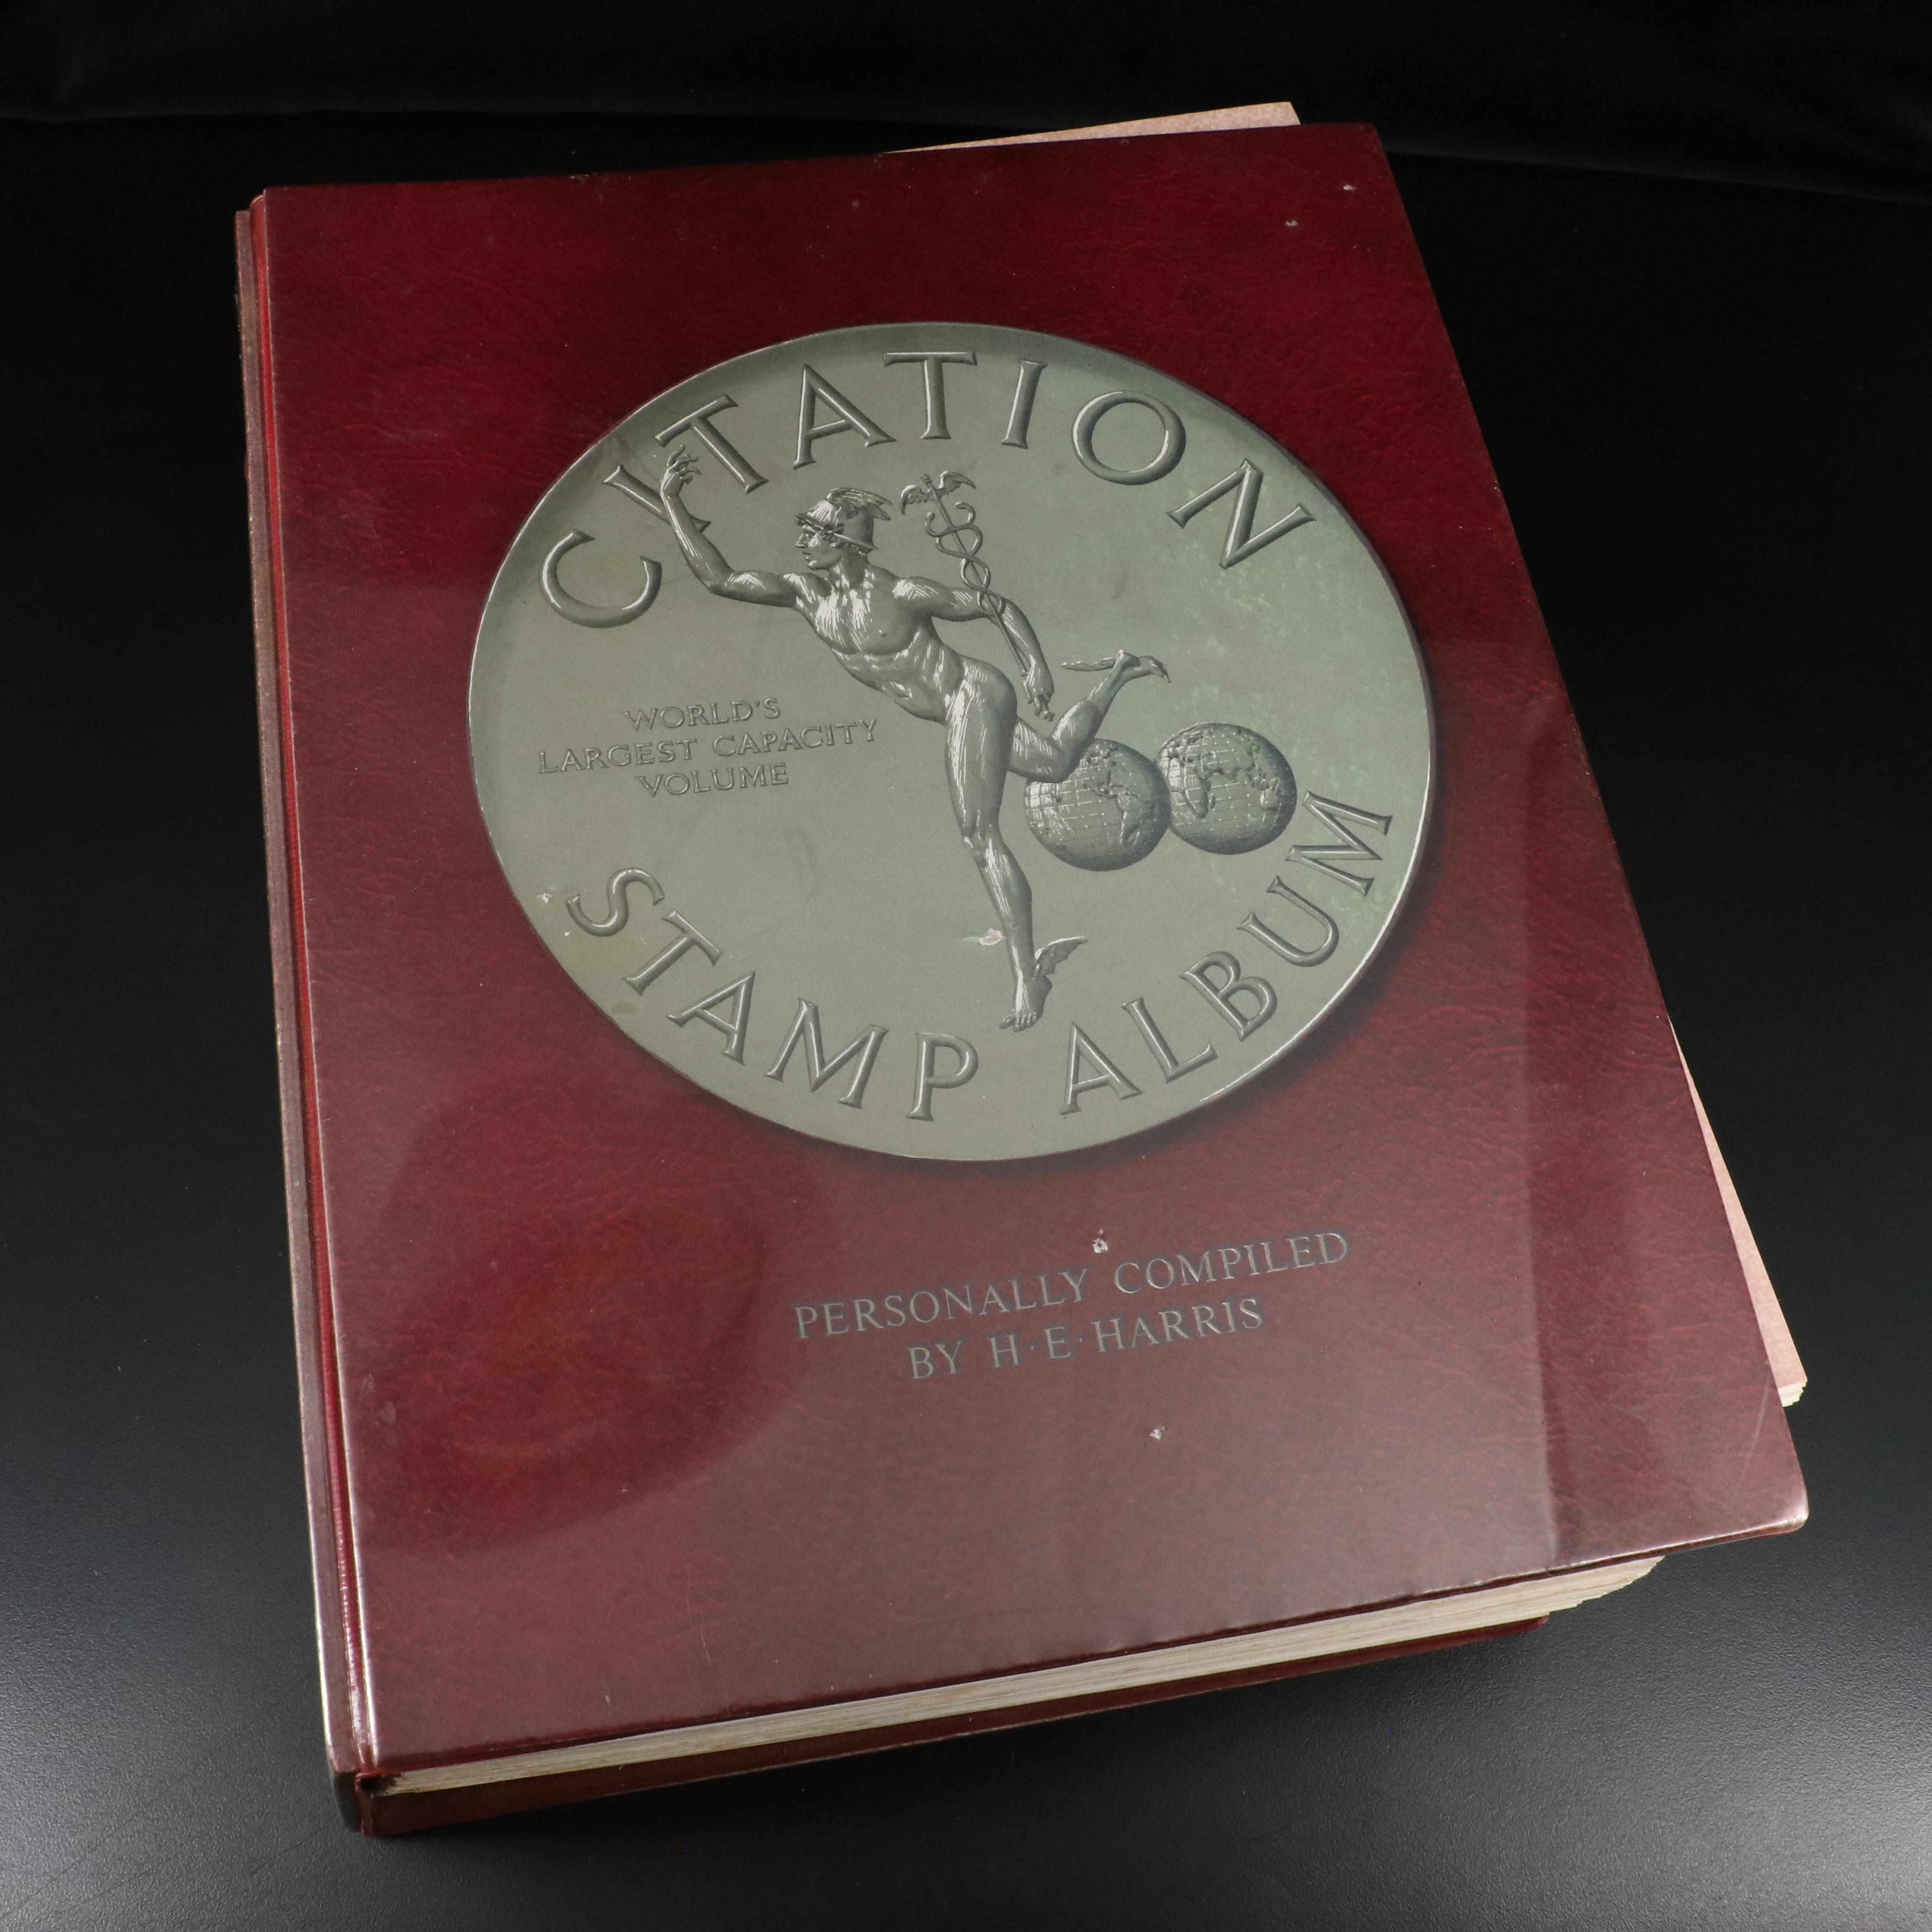 CITATION
WORLD'S
LARGEST CAPACITY
VOLUME
STAMP ALBUM
PERSONALLY COMPILED
BY H·E·HARRIS